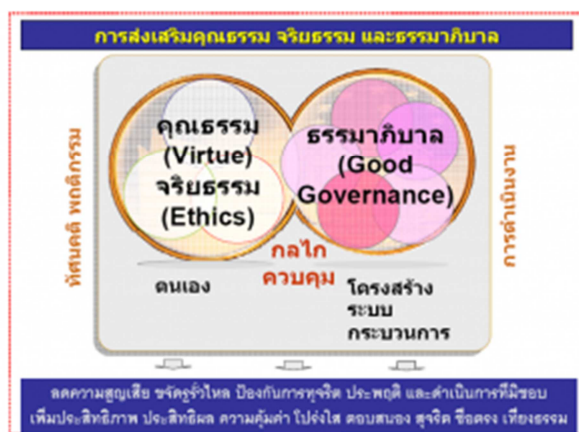 การส่งเสริมคุณธรรม จริยธรรม และธรรมาภิบาล
ทัศนคติ พฤติกรรม
คุณธรรม
(Virtue)
จริยธรรม
(Ethics)
ธรรมาภิบาล
(Good
Governance)
การดำเนินงาน
กลไก
ควบคุม
ตนเอง
โครงสร้าง
ระบบ
กระบวนการ
ลดความสูญเสีย ขจัดรั่วไหล ป้องกันการทุจริต ประพฤติ และดำเนินการที่มิชอบ
เพิ่มประสิทธิภาพ ประสิทธิผล ความคุ้มค่า โปร่งใส ตอบสนอง สุจริต ซื่อตรง เที่ยงธรรม